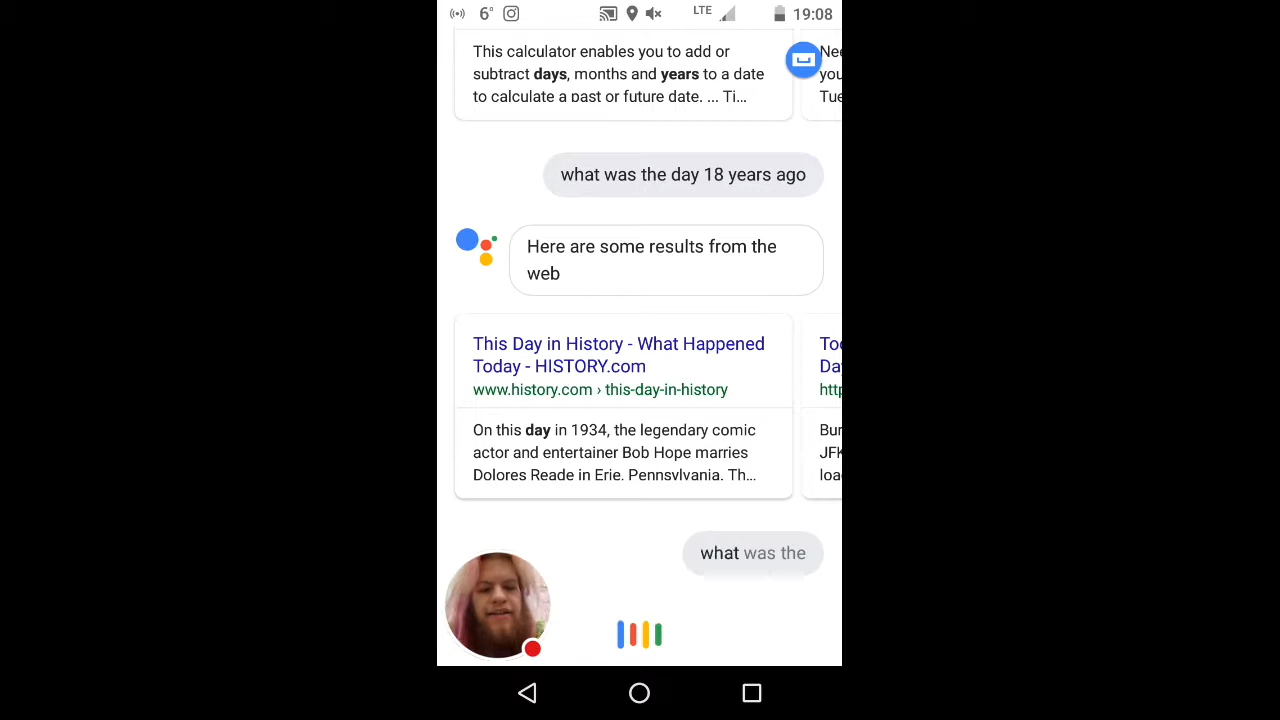 6°
LTE
19:08
This calculator enables you to add or
subtract days, months and years to a date
to calculate a past or future date. ... Ti...
Tue
what was the day 18 years ago
Here are some results from the
web
This Day in History - What Happened
Today - HISTORY.com
www.history.com › this-day-in-history
On this day in 1934, the legendary comic
actor and entertainer Bob Hope marries
Dolores Reade in Erie, Pennsylvania. Th...
JFK
what was the